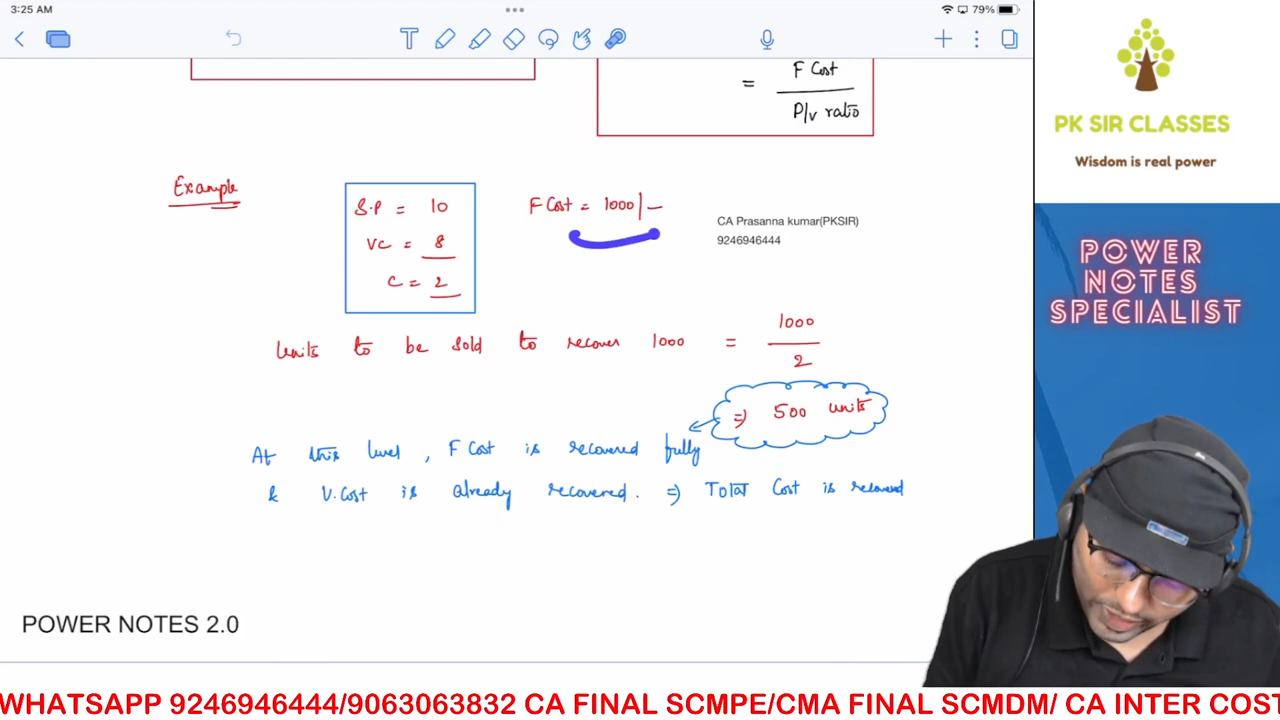 3:25 AM
79%
F Cost
=
P/v ratio
PK SIR CLASSES
Wisdom is real power
Example
S.P = 10
VC = 8
C = 2
F Cost = 1000/-
CA Prasanna kumar(PKSIR)
9246946444
POWER
NOTES
SPECIALIST
Units to be sold to recover 1000 = 1000
2
=) 500 units
At this level, F Cost is recovered fully
& V.Cost is already recovered. =) Total Cost is recovered
POWER NOTES 2.0
WHATSAPP 9246946444/9063063832 CA FINAL SCMPE/CMA FINAL SCMDM/ CA INTER COST